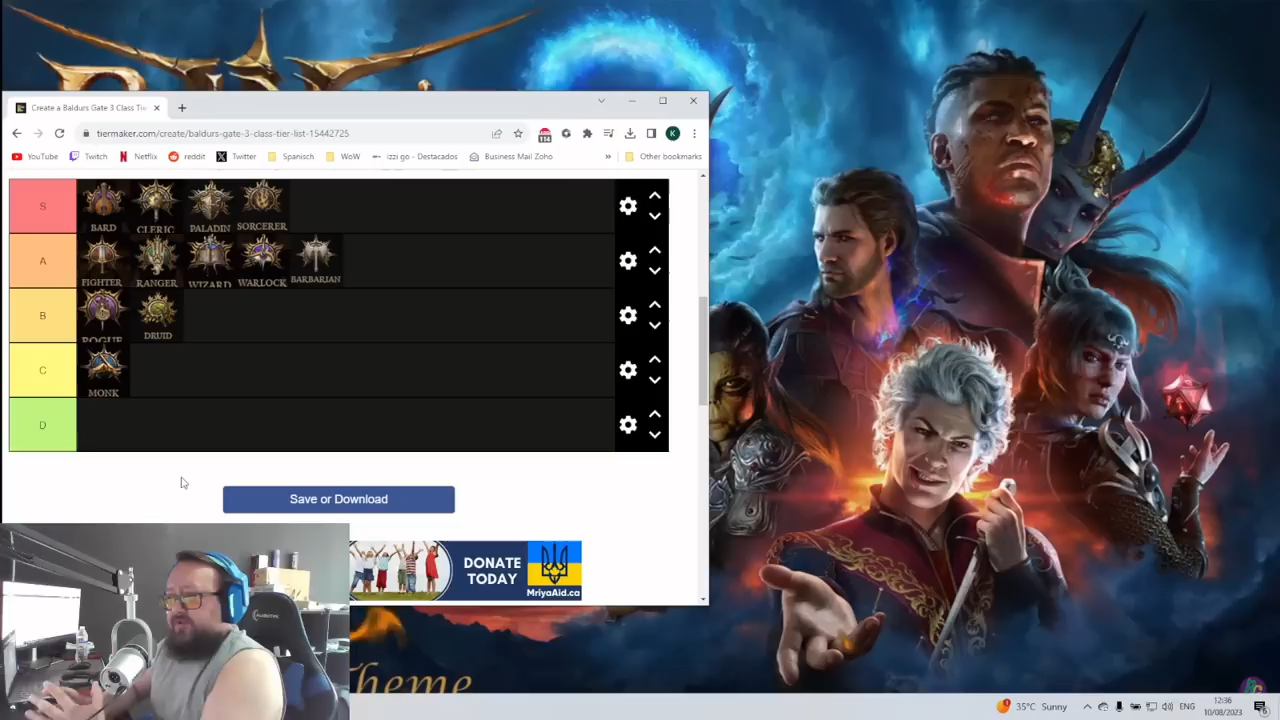 Create a Baldurs Gate 3 Class Tie
tiermaker.com/create/baldurs-gate-3-class-tier-list-15442725
114
K
YouTube Twitch Netflix reddit Twitter Spanisch WoW izzi go - Destacados Business Mail Zoho » Other bookmarks
S
BARD CLERIC PALADIN SORCERER
A
FIGHTER RANGER WIZARD WARLOCK BARBARIAN
B
ROGUE DRUID
C
MONK
D
Save or Download
DONATE
TODAY
MriyaAid.ca
Theme
35°C Sunny ENG 12:36
10/08/2023